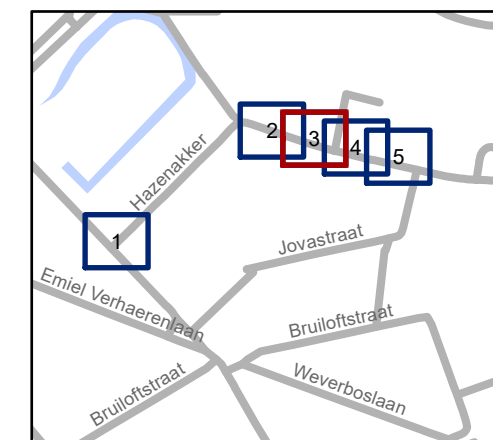 2
3
4
5
Hazenakker
1
Jovastraat
Emiel Verhaerenlaan
Bruiloftstraat
Weverboslaan
Bruiloftstraat